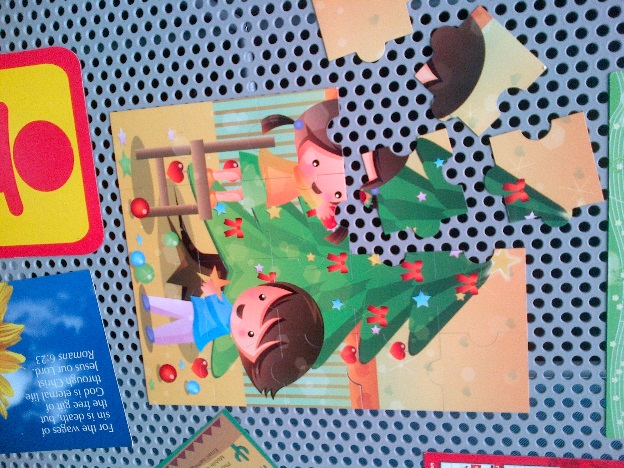 For the wages of
sin is death, but
the free gift of
God is eternal life
through Christ
Jesus our Lord.
Romans 6:23